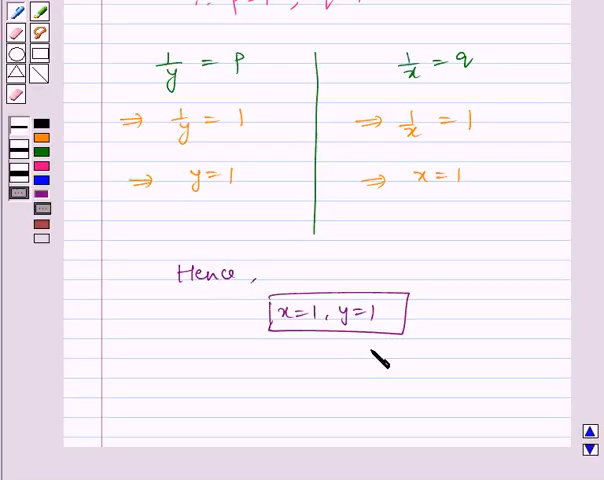 1/y = p
1/x = q
⇒ 1/y = 1
⇒ 1/x = 1
⇒ y = 1
⇒ x = 1
Hence,
x=1, y=1